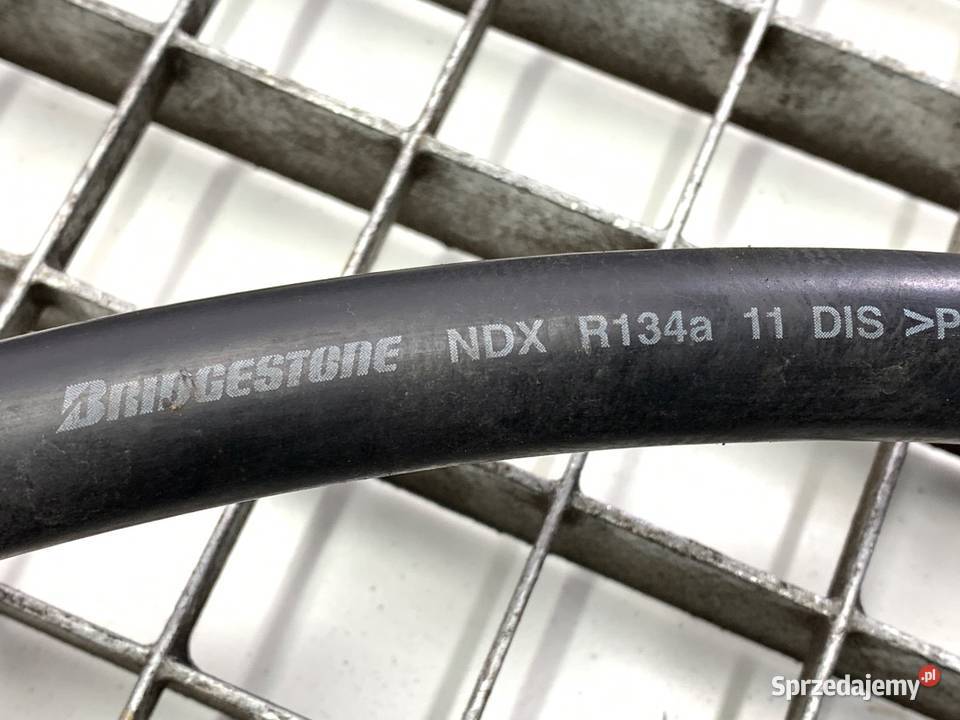 BRIDGESTONE NDX R134a 11 DIS >P
Sprzedajemy.pl